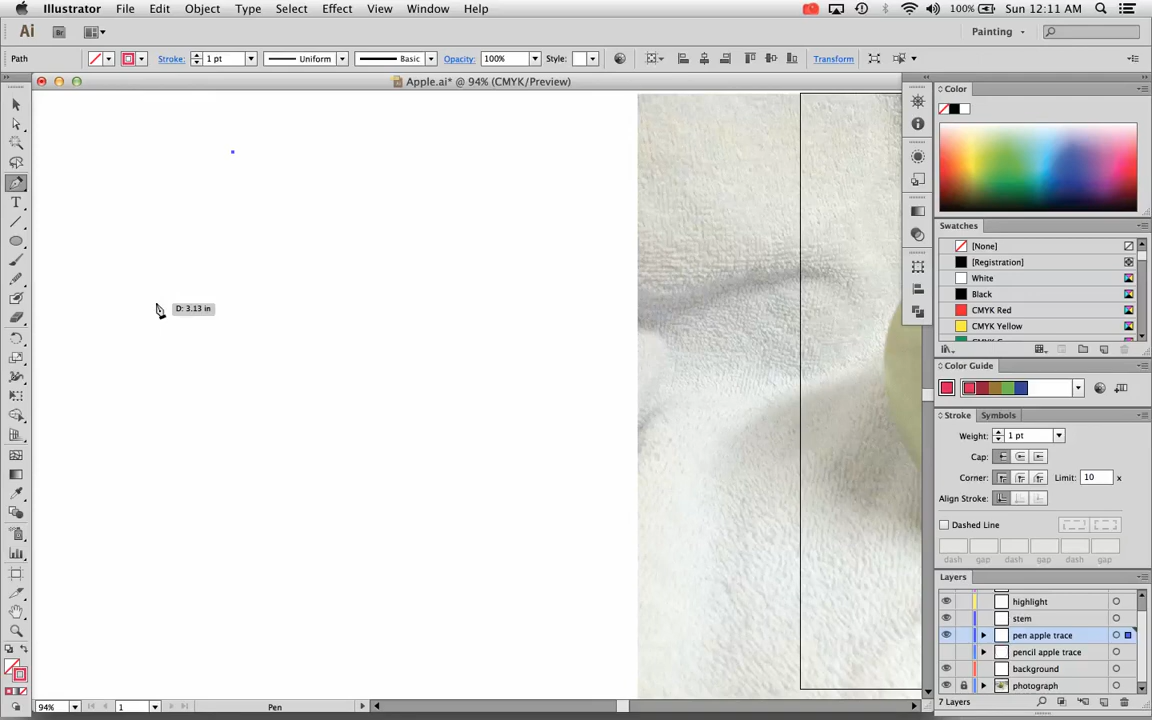 Illustrator File Edit Object Type Select Effect View Window Help 100% Sun 12:11 AM
Ai Br Painting
Path Stroke: 1 pt Uniform Basic Opacity: 100% Style: Transform
Apple.ai* @ 94% (CMYK/Preview)
Color
D: 3.13 in
Swatches
[None]
[Registration]
White
Black
CMYK Red
CMYK Yellow
Color Guide
Stroke Symbols
Weight: 1 pt
Cap:
Corner: Limit: 10 x
Align Stroke:
Dashed Line
dash gap dash gap dash gap
Layers
highlight
stem
pen apple trace
pencil apple trace
background
photograph
7 Layers
94% 1 Pen